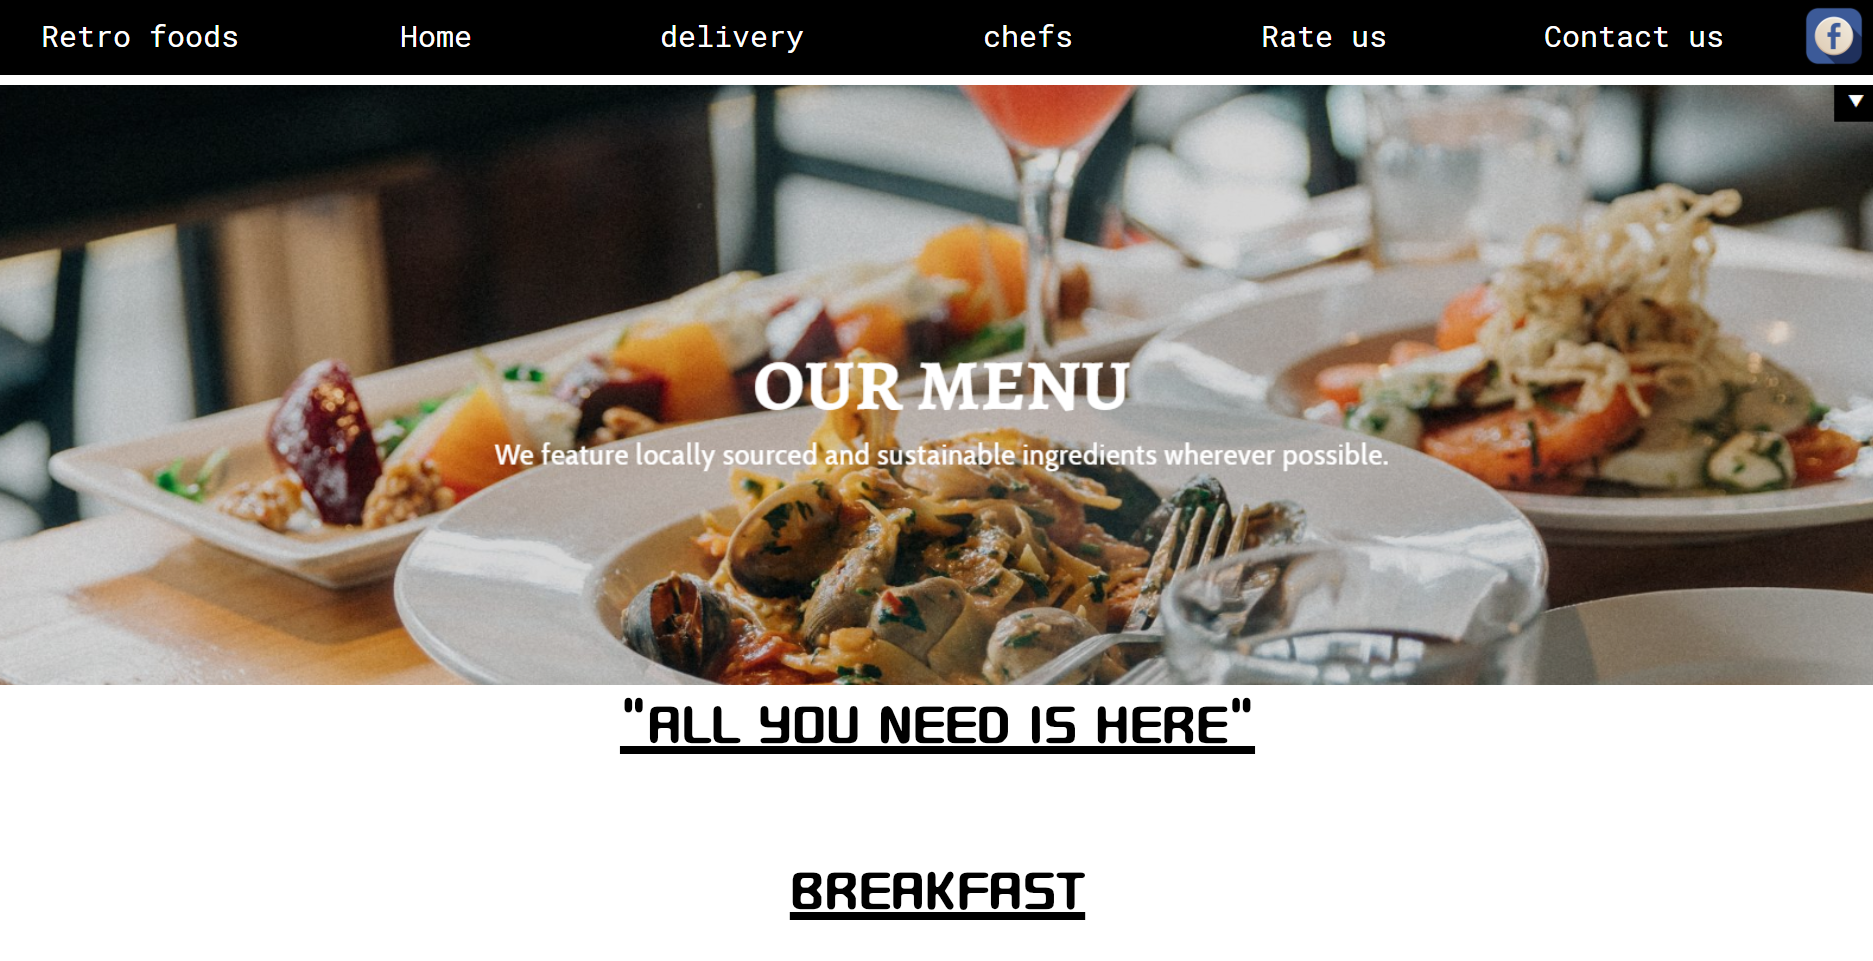 Retro foods Home delivery chefs Rate us Contact us
OUR MENU
We feature locally sourced and sustainable ingredients wherever possible.
"ALL YOU NEED IS HERE"
BREAKFAST